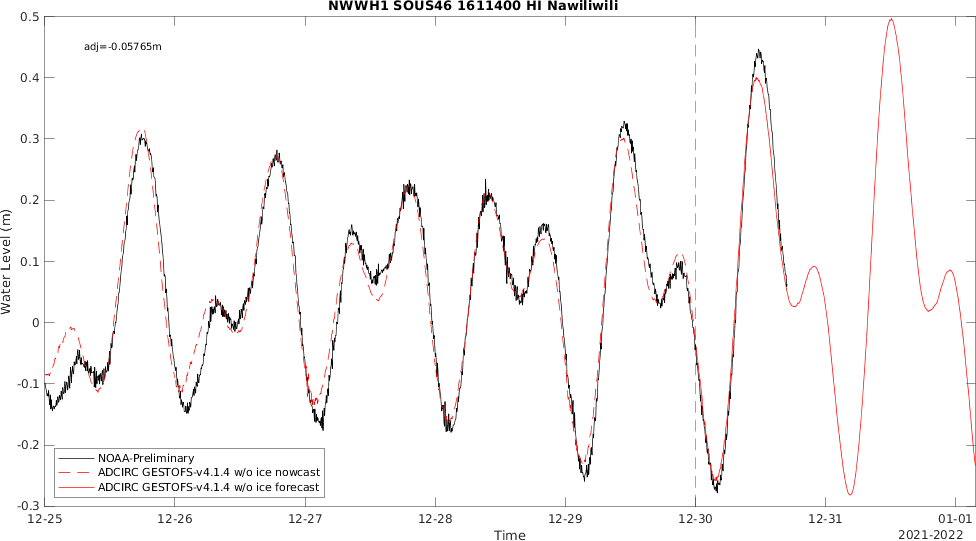 NWWH1 SOUS46 1611400 HI Nawiliwili
adj=-0.05765m
0.5
0.4
0.3
0.2
0.1
0
-0.1
-0.2
-0.3
Water Level (m)
NOAA-Preliminary
ADCIRC GESTOFS-v4.1.4 w/o ice nowcast
ADCIRC GESTOFS-v4.1.4 w/o ice forecast
12-25 12-26 12-27 12-28 12-29 12-30 12-31 01-01
Time
2021-2022